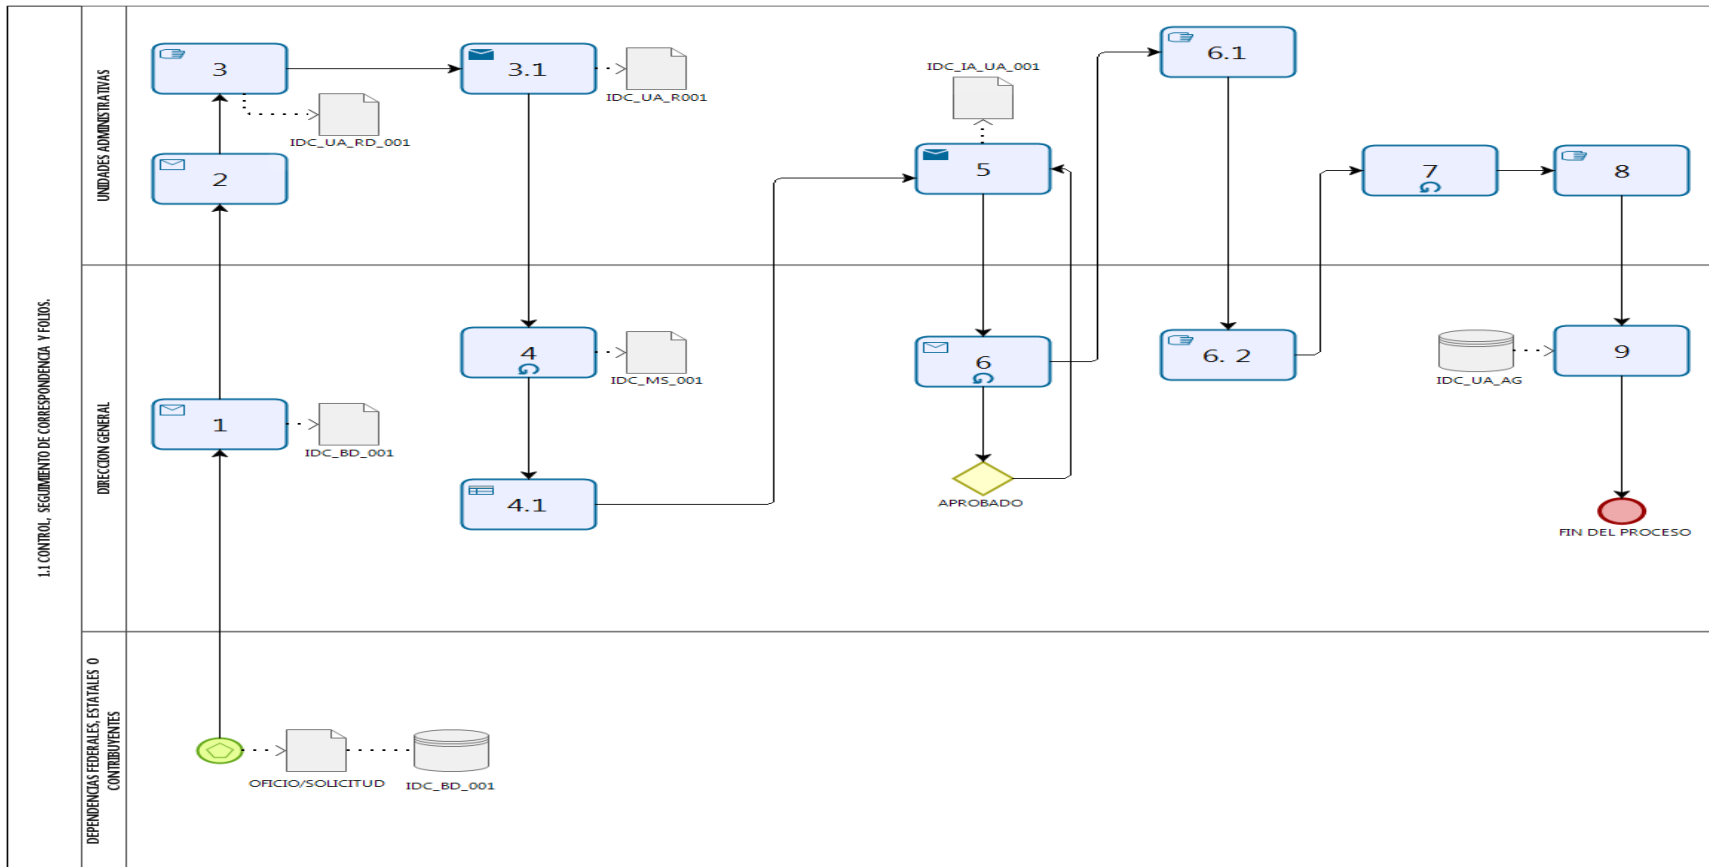 1.1 CONTROL, SEGUIMIENTO DE CORRESPONDENCIA Y FOLIOS.
UNIDADES ADMINISTRATIVAS
3
IDC_UA_RD_001
2
3.1
IDC_UA_R001
IDC_IA_UA_001
5
6.1
7
8
DIRECCION GENERAL
1
IDC_BD_001
4
IDC_MS_001
4.1
6
APROBADO
6. 2
IDC_UA_AG
9
FIN DEL PROCESO
DEPENDENCIAS FEDERALES, ESTATALES O
CONTRIBUYENTES
OFICIO/SOLICITUD
IDC_BD_001